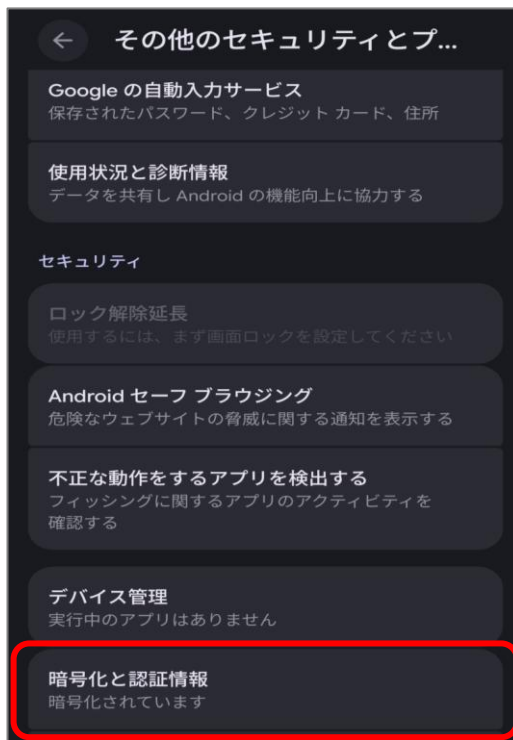 ← その他のセキュリティとプ...
Google の自動入力サービス
保存されたパスワード、クレジット カード、住所
使用状況と診断情報
データを共有し Android の機能向上に協力する
セキュリティ
ロック解除延長
使用するには、まず画面ロックを設定してください
Android セーフ ブラウジング
危険なウェブサイトの脅威に関する通知を表示する
不正な動作をするアプリを検出する
フィッシングに関するアプリのアクティビティを
確認する
デバイス管理
実行中のアプリはありません
暗号化と認証情報
暗号化されています